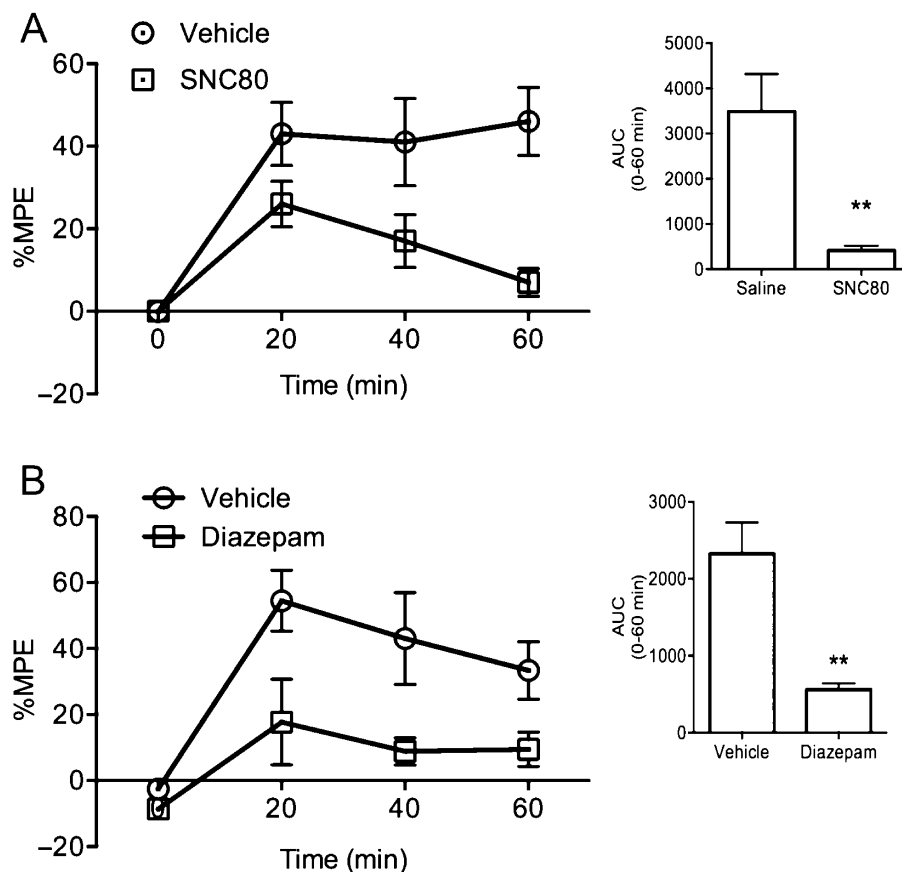 A
Vehicle
SNC80
60
40
20
0
–20
%MPE
0 20 40 60
Time (min)
5000
4000
3000
2000
1000
0
AUC
(0-60 min)
**
Saline SNC80
B
Vehicle
Diazepam
80
60
40
20
0
–20
%MPE
20 40 60
Time (min)
3000
2000
1000
0
AUC
(0-60 min)
**
Vehicle Diazepam